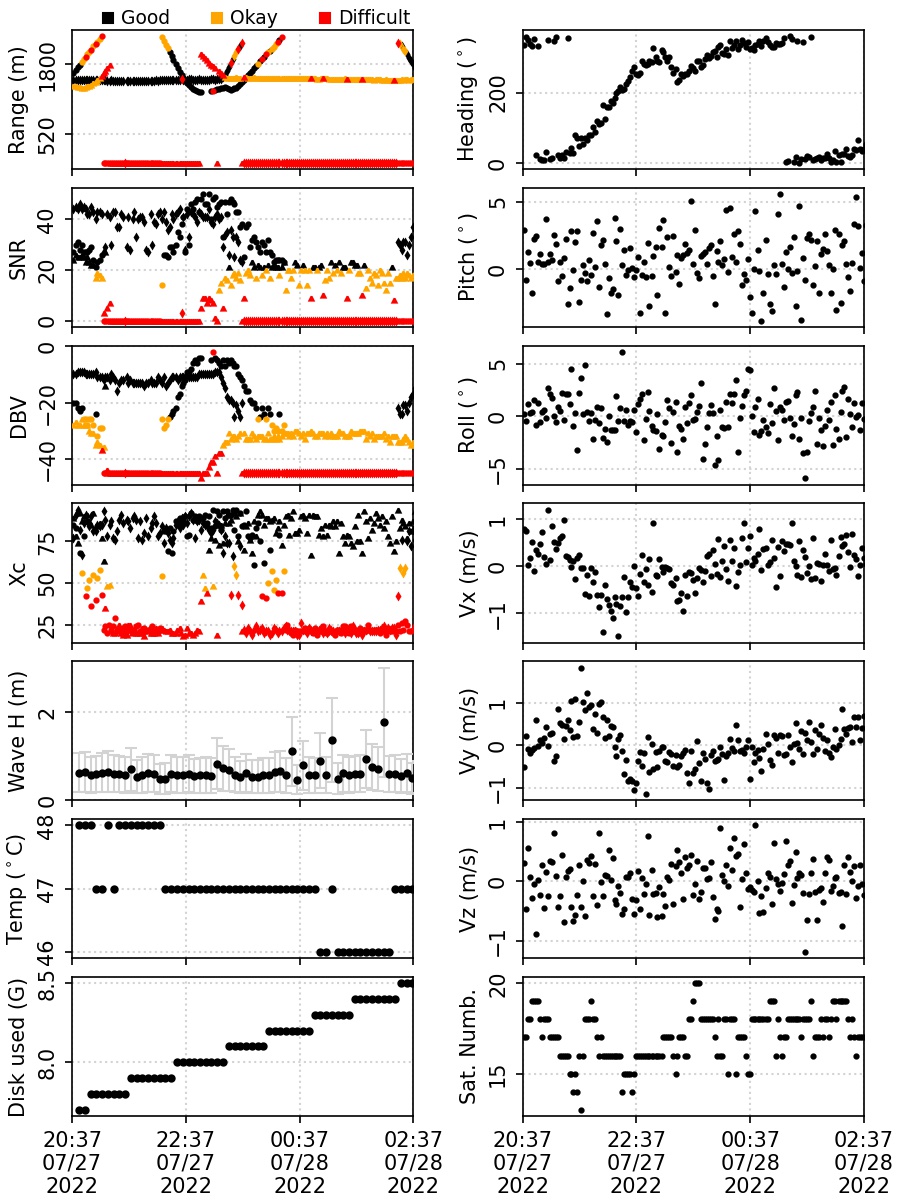 Good Okay Difficult
Range (m)
1800
520
Heading (°)
200
0
SNR
40
20
0
Pitch (°)
5
0
DBV
0
−20
−40
Roll (°)
5
0
−5
Xc
75
50
25
Vx (m/s)
1
0
−1
Wave H (m)
2
0
Vy (m/s)
1
0
−1
Temp (°C)
48
47
46
Vz (m/s)
1
0
−1
Disk used (G)
8.5
8.0
Sat. Numb.
20
15
20:37 22:37 00:37 02:37 20:37 22:37 00:37 02:37
07/27 07/27 07/28 07/28 07/27 07/27 07/28 07/28
2022 2022 2022 2022 2022 2022 2022 2022